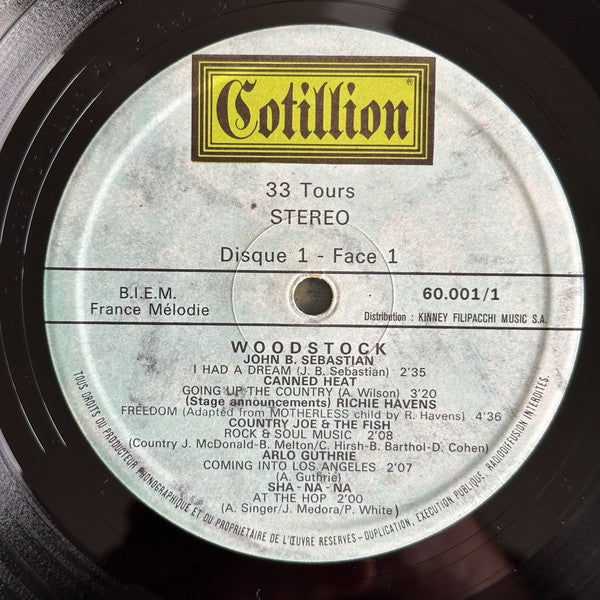 Cotillion®
33 Tours
STEREO
Disque 1 - Face 1
B.I.E.M.
France Mélodie
60.001/1
Distribution : KINNEY FILIPACCHI MUSIC S.A.
WOODSTOCK
JOHN B. SEBASTIAN
I HAD A DREAM (J. B. Sebastian) 2'35
CANNED HEAT
GOING UP THE COUNTRY (A. Wilson) 3'20
(Stage announcements) RICHIE HAVENS
FREEDOM (Adapted from MOTHERLESS child by R. Havens) 4'36
COUNTRY JOE & THE FISH
ROCK & SOUL MUSIC 2'08
(Country J. McDonald-B. Melton/C. Hirsh-B. Barthol-D. Cohen)
ARLO GUTHRIE
COMING INTO LOS ANGELES 2'07
(A. Guthrie)
SHA - NA - NA
AT THE HOP 2'00
(A. Singer/J. Medora/P. White)
TOUS DROITS DU PRODUCTEUR PHONOGRAPHIQUE ET DU PROPRIETAIRE DE L'ŒUVRE RESERVES - DUPLICATION, EXECUTION PUBLIQUE, RADIODIFFUSION INTERDITES